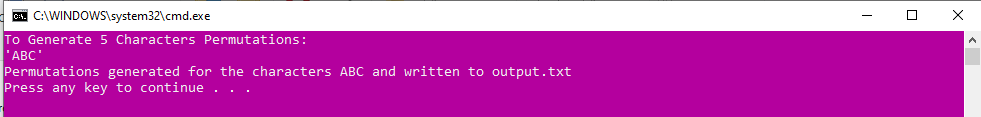 C:\WINDOWS\system32\cmd.exe
To Generate 5 Characters Permutations:
'ABC'
Permutations generated for the characters ABC and written to output.txt
Press any key to continue . . .